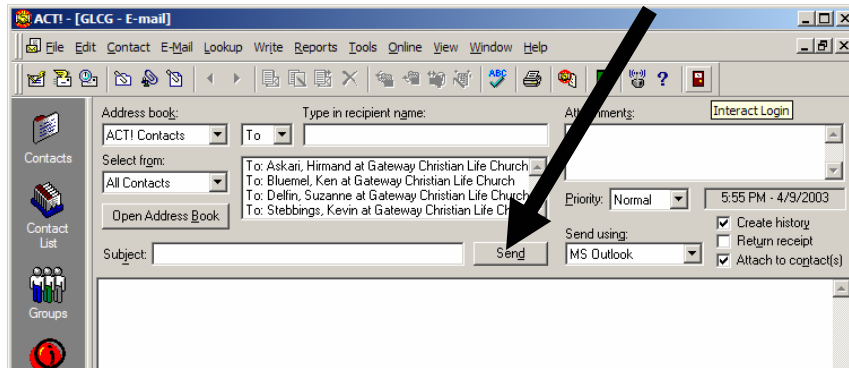 ACT! - [GLCG - E-mail]
File Edit Contact E-Mail Lookup Write Reports Tools Online View Window Help
ABC
?
Interact Login
Address book:
Type in recipient name:
ACT! Contacts
To
Contacts
Select from:
All Contacts
To: Askari, Hirmand at Gateway Christian Life Church
To: Bluemel, Ken at Gateway Christian Life Church
To: Delfin, Suzanne at Gateway Christian Life Church
To: Stebbings, Kevin at Gateway Christian Life
Priority: Normal
5:55 PM - 4/9/2003
Open Address Book
Contact
List
Create history
Send using:
Return receipt
Subject:
Send
MS Outlook
Attach to contact(s)
Groups